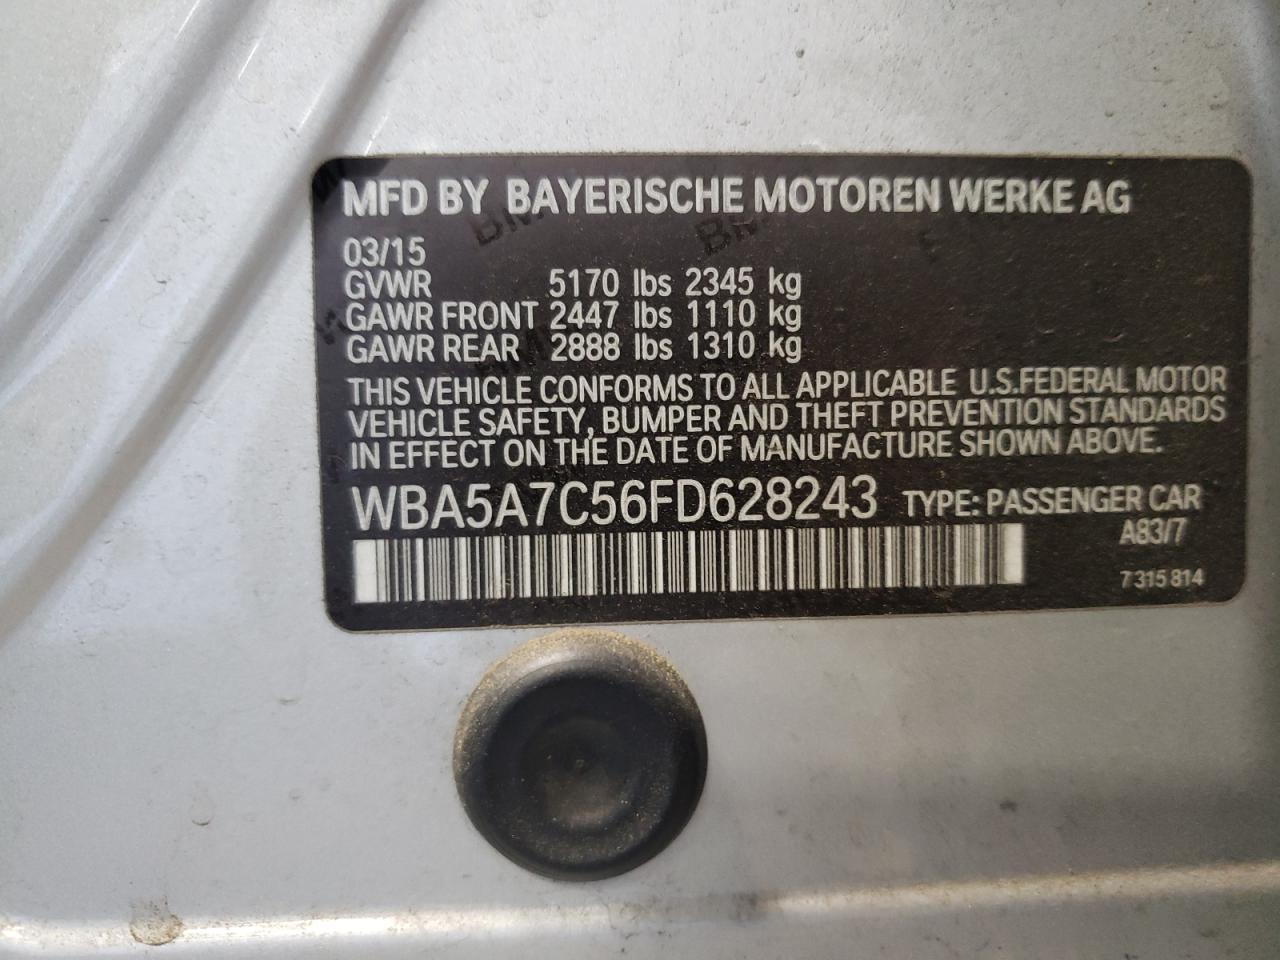 MFD BY BAYERISCHE MOTOREN WERKE AG
03/15
GVWR 5170 lbs 2345 kg
GAWR FRONT 2447 lbs 1110 kg
GAWR REAR 2888 lbs 1310 kg
THIS VEHICLE CONFORMS TO ALL APPLICABLE U.S.FEDERAL MOTOR
VEHICLE SAFETY, BUMPER AND THEFT PREVENTION STANDARDS
IN EFFECT ON THE DATE OF MANUFACTURE SHOWN ABOVE.
WBA5A7C56FD628243 TYPE: PASSENGER CAR
A83/7
7 315 814